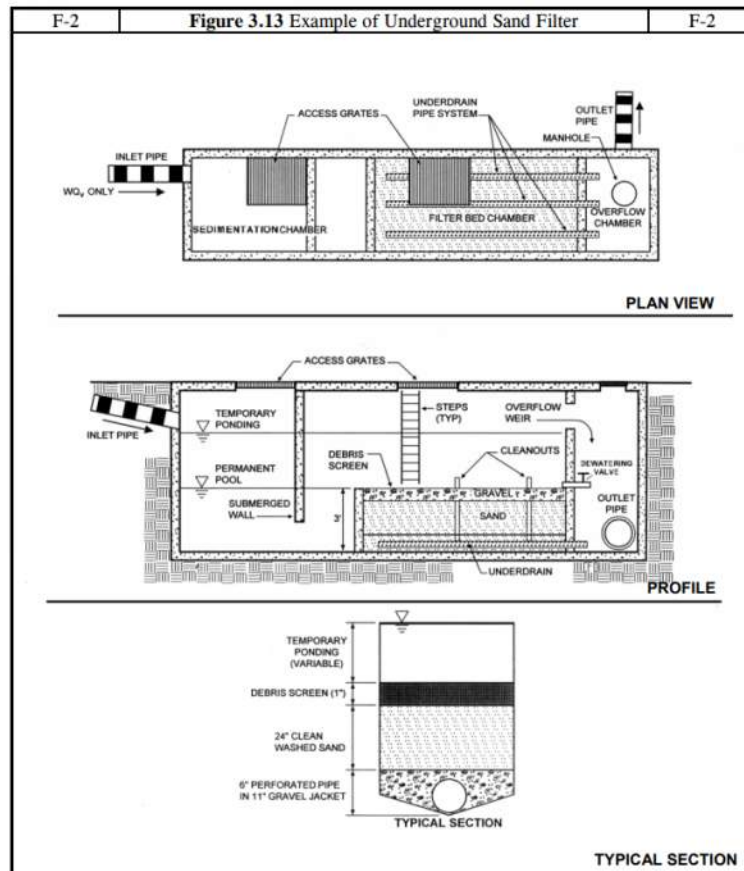 F-2 Figure 3.13 Example of Underground Sand Filter F-2
ACCESS GRATES
UNDERDRAIN
PIPE SYSTEM
OUTLET
PIPE
MANHOLE
INLET PIPE
WQv ONLY
SEDIMENTATION CHAMBER
FILTER BED CHAMBER
OVERFLOW
CHAMBER
PLAN VIEW
ACCESS GRATES
TEMPORARY
PONDING
INLET PIPE
STEPS
(TYP)
OVERFLOW
WEIR
CLEANOUTS
DEBRIS
SCREEN
DEWATERING
VALVE
PERMANENT
POOL
GRAVEL
SAND
OUTLET
PIPE
SUBMERGED
WALL
3'
UNDERDRAIN
PROFILE
TEMPORARY
PONDING
(VARIABLE)
DEBRIS SCREEN (1")
24" CLEAN
WASHED SAND
6" PERFORATED PIPE
IN 11" GRAVEL JACKET
TYPICAL SECTION
TYPICAL SECTION